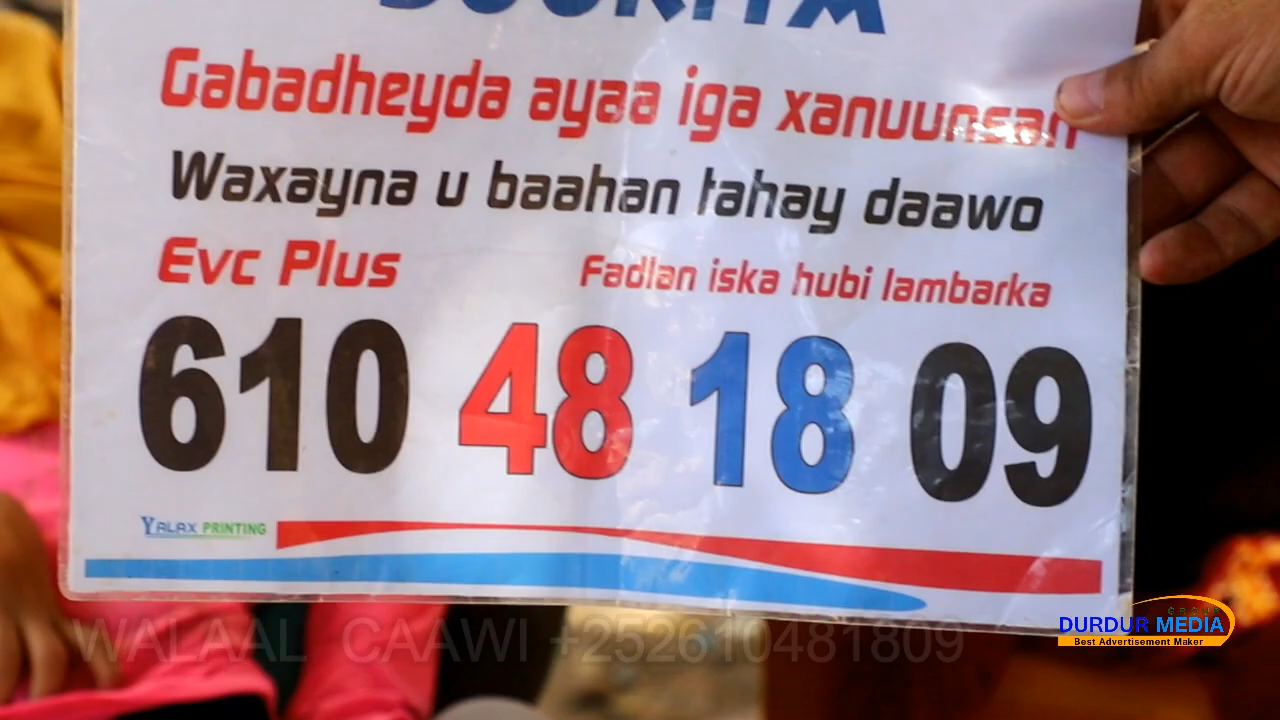 Gabadheyda ayaa iga xanuunsan
Waxayna u baahan tahay daawo
Evc Plus
Fadlan iska hubi lambarka
610 48 18 09
YALAX PRINTING
WALAAL CAAWI +252610481809
GROUP
DURDUR MEDIA
Best Advertisement Maker